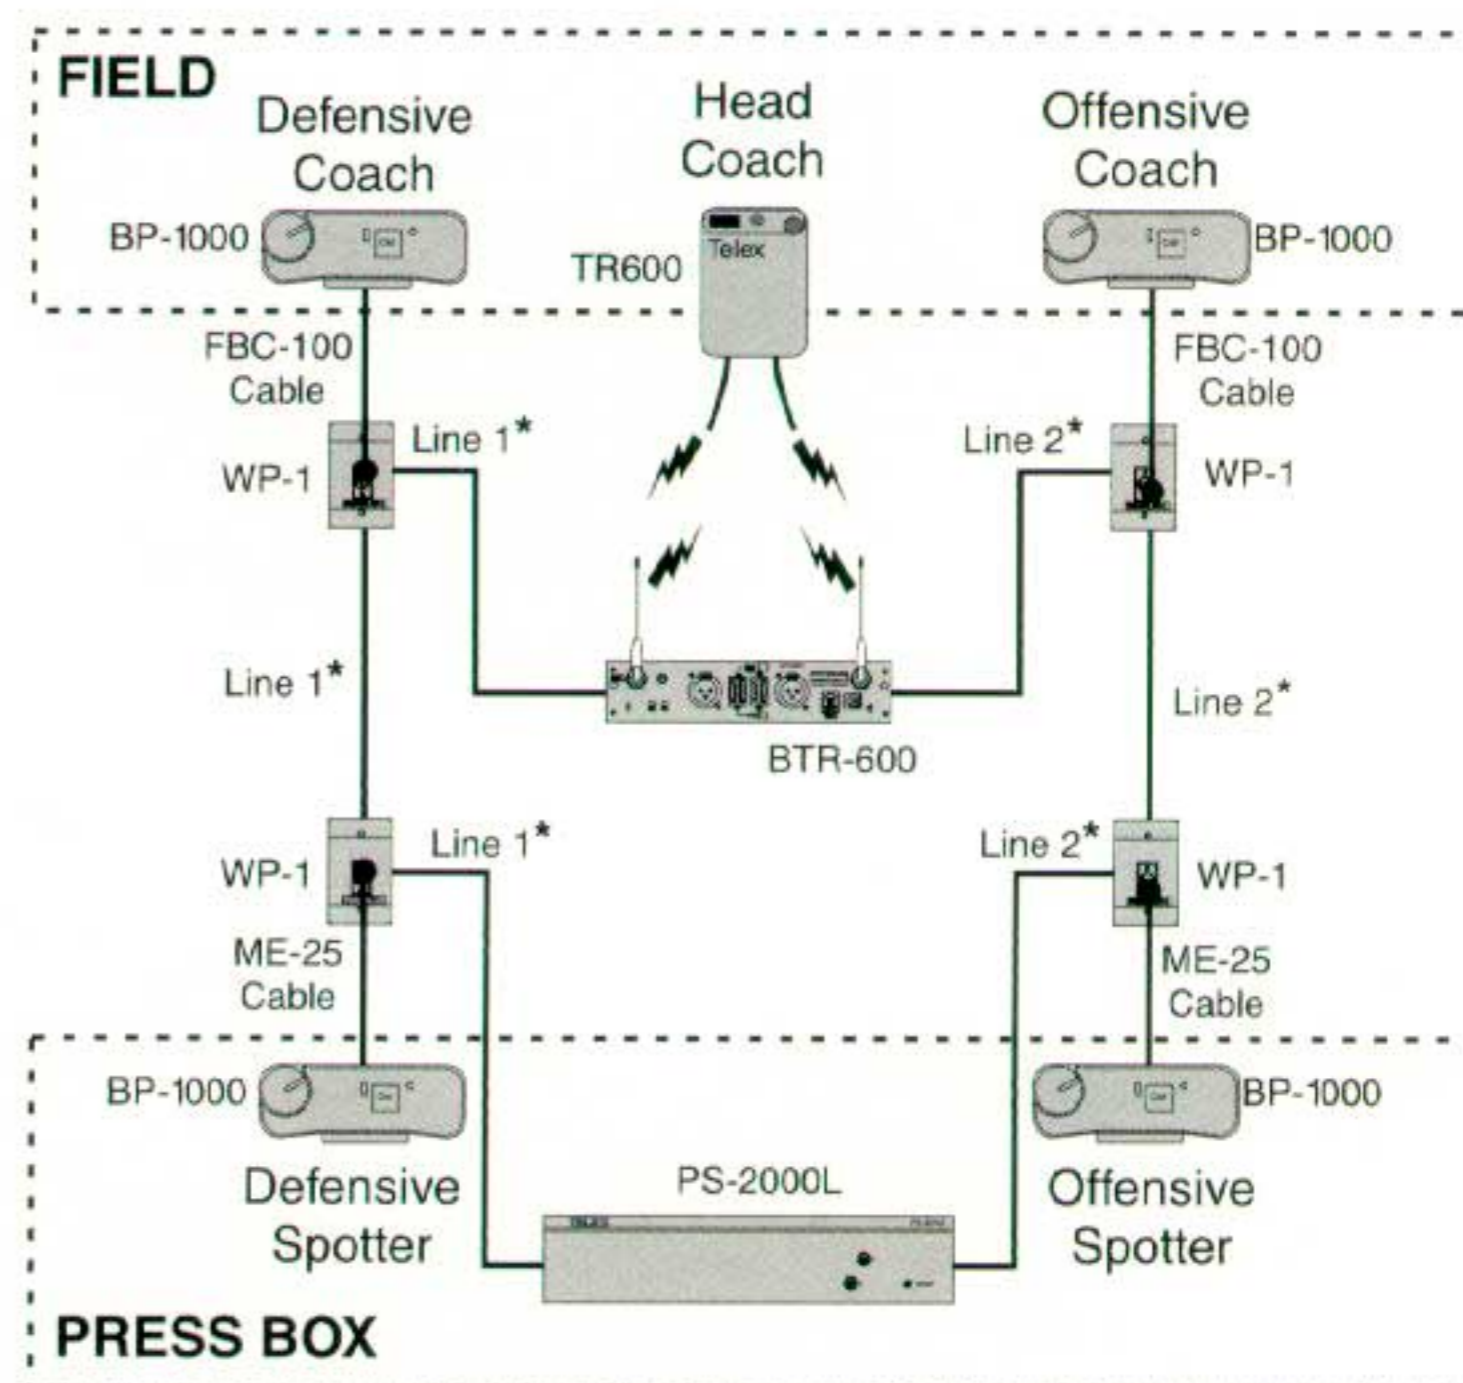 FIELD
Defensive
Coach
Head
Coach
Offensive
Coach
BP-1000
TR600
Telex
BP-1000
FBC-100
Cable
FBC-100
Cable
WP-1
Line 1*
Line 2*
WP-1
Line 1*
Line 2*
BTR-600
WP-1
Line 1*
Line 2*
WP-1
ME-25
Cable
ME-25
Cable
BP-1000
BP-1000
Defensive
Spotter
PS-2000L
Offensive
Spotter
TELEX
PRESS BOX